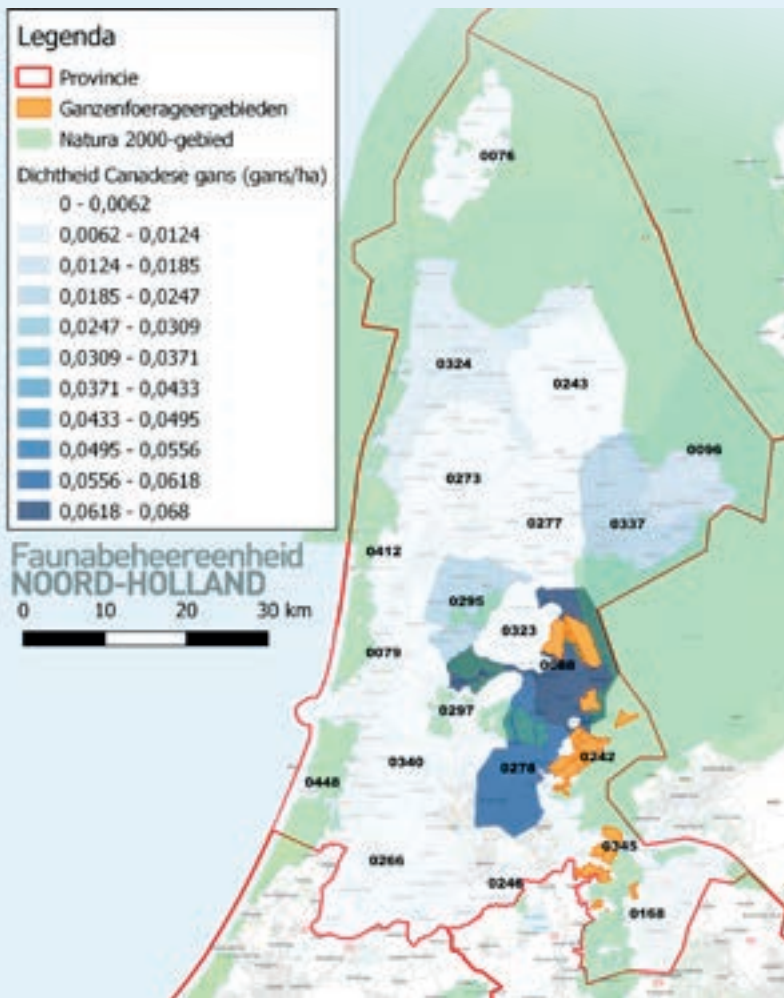 Legenda
Provincie
Ganzenfoerageergebieden
Natura 2000-gebied
Dichtheid Canadese gans (gans/ha)
0 - 0,0062
0,0062 - 0,0124
0,0124 - 0,0185
0,0185 - 0,0247
0,0247 - 0,0309
0,0309 - 0,0371
0,0371 - 0,0433
0,0433 - 0,0495
0,0495 - 0,0556
0,0556 - 0,0618
0,0618 - 0,068
Faunabeheereenheid
NOORD-HOLLAND
0 10 20 30 km
0076
0324
0243
0096
0273
0277
0337
0412
0295
0323
0079
0297
0340
0278
0242
0448
0266
0345
0246
0168